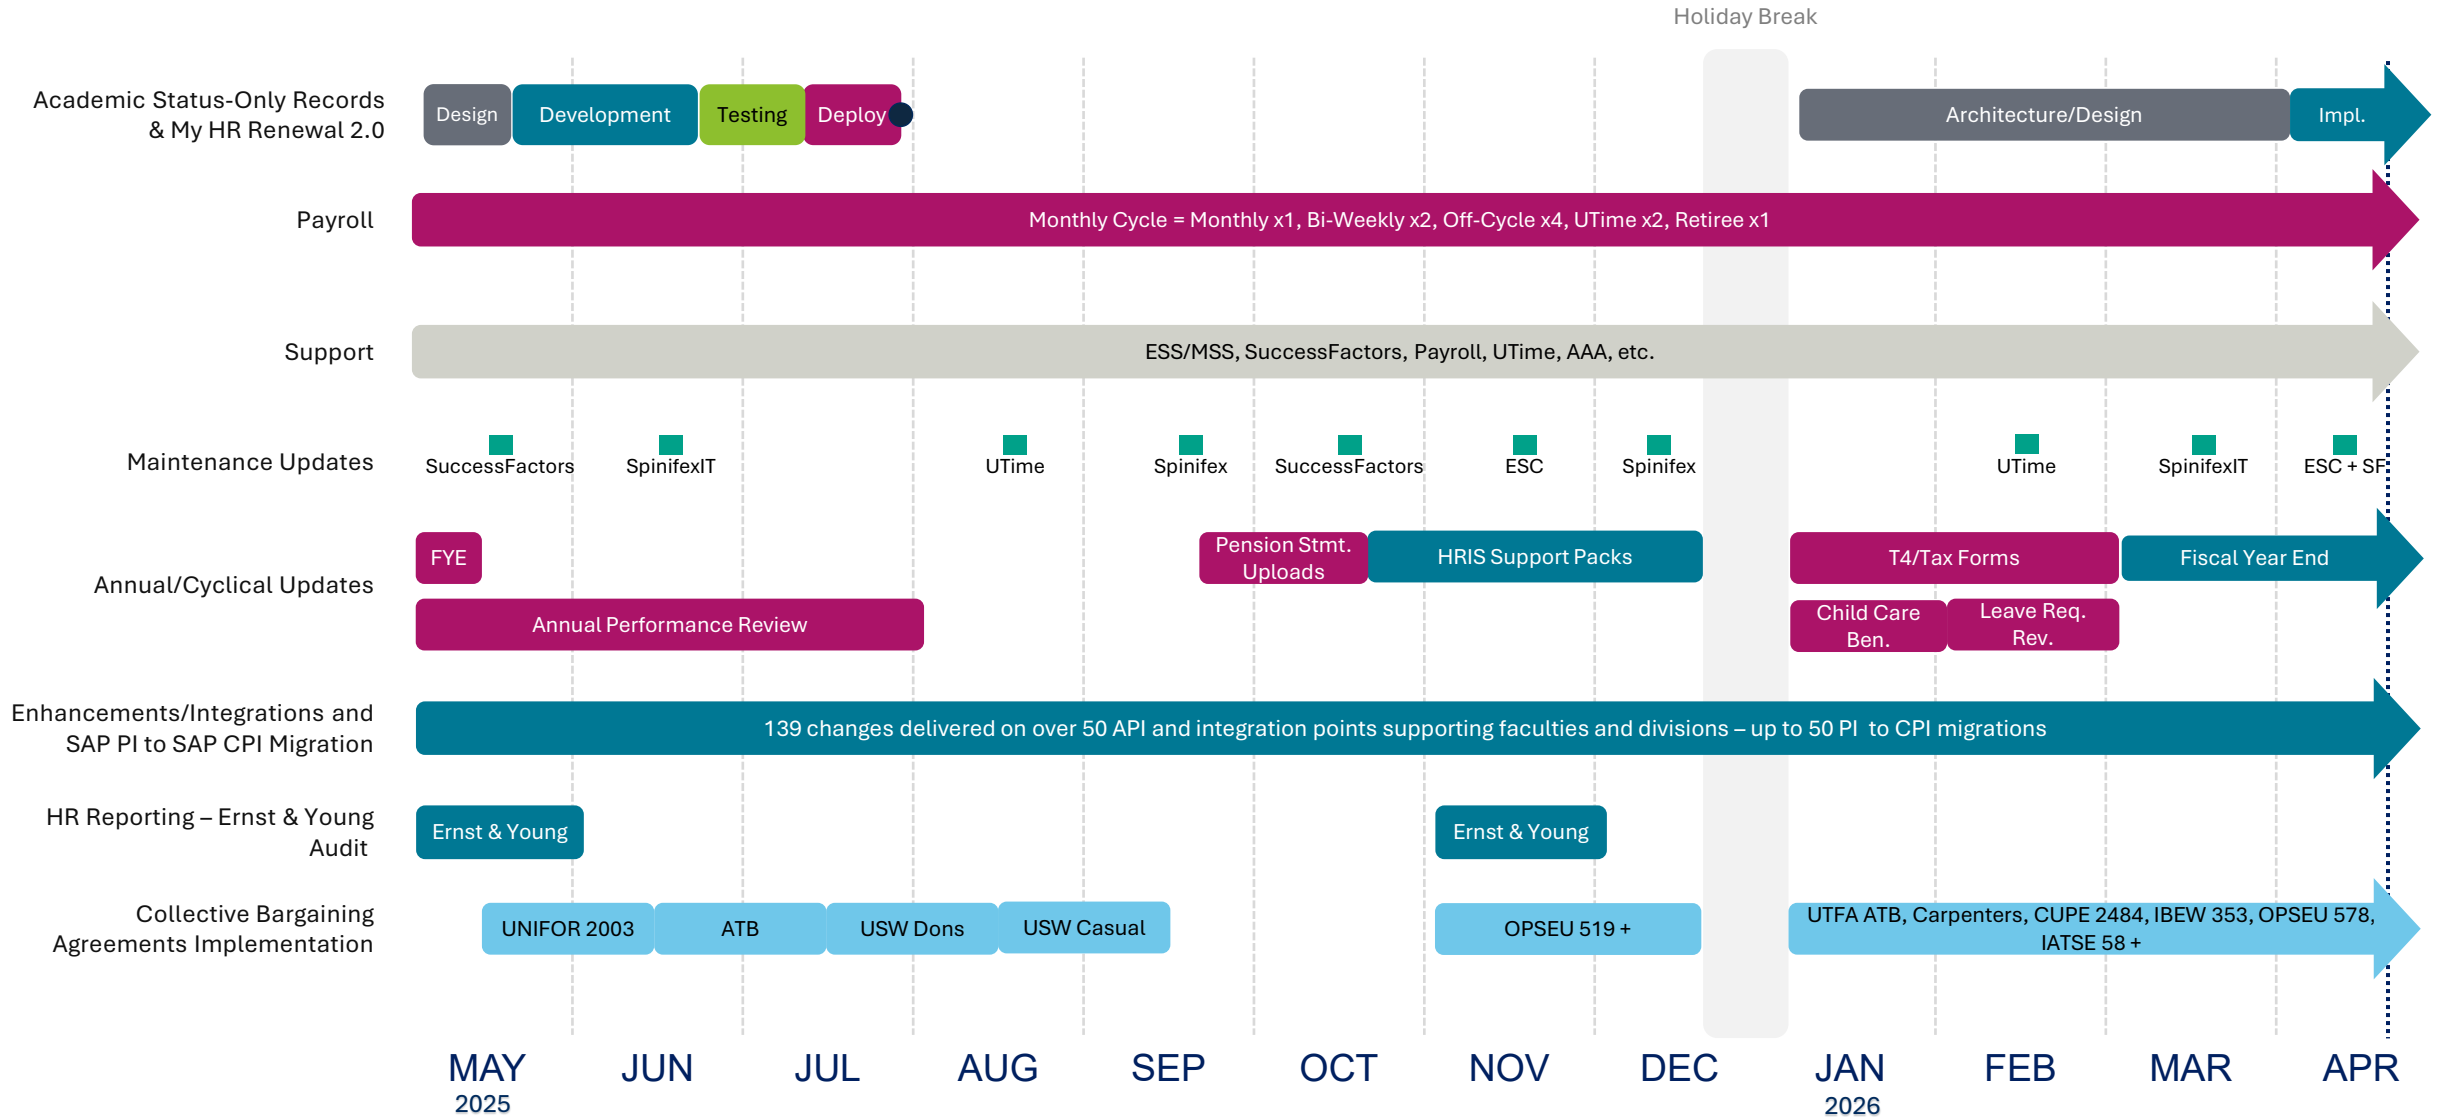 Holiday Break
Academic Status-Only Records
& My HR Renewal 2.0
Design
Development
Testing
Deploy
Architecture/Design
Impl.
Payroll
Monthly Cycle = Monthly x1, Bi-Weekly x2, Off-Cycle x4, UTime x2, Retiree x1
Support
ESS/MSS, SuccessFactors, Payroll, UTime, AAA, etc.
Maintenance Updates
SuccessFactors
SpinifexIT
UTime
Spinifex
SuccessFactors
ESC
Spinifex
UTime
SpinifexIT
ESC + SF
Annual/Cyclical Updates
FYE
Pension Stmt.
Uploads
HRIS Support Packs
T4/Tax Forms
Fiscal Year End
Annual Performance Review
Child Care
Ben.
Leave Req.
Rev.
Enhancements/Integrations and
SAP PI to SAP CPI Migration
139 changes delivered on over 50 API and integration points supporting faculties and divisions – up to 50 PI to CPI migrations
HR Reporting – Ernst & Young
Audit
Ernst & Young
Ernst & Young
Collective Bargaining
Agreements Implementation
UNIFOR 2003
ATB
USW Dons
USW Casual
OPSEU 519 +
UTFA ATB, Carpenters, CUPE 2484, IBEW 353, OPSEU 578,
IATSE 58 +
MAY
JUN
JUL
AUG
SEP
OCT
NOV
DEC
JAN
FEB
MAR
APR
2025
2026